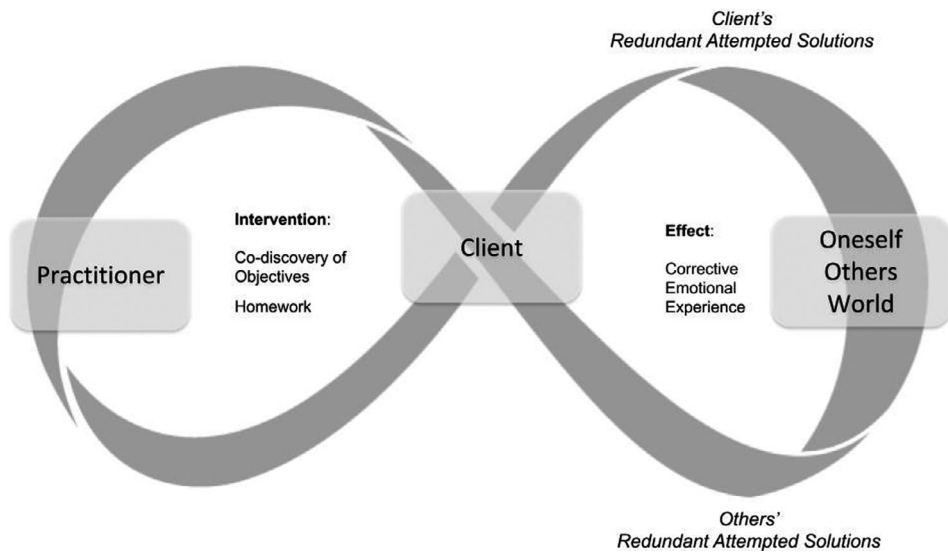 Client's
Redundant Attempted Solutions
Practitioner
Intervention:
Co-discovery of
Objectives
Homework
Client
Effect:
Corrective
Emotional
Experience
Oneself
Others
World
Others'
Redundant Attempted Solutions